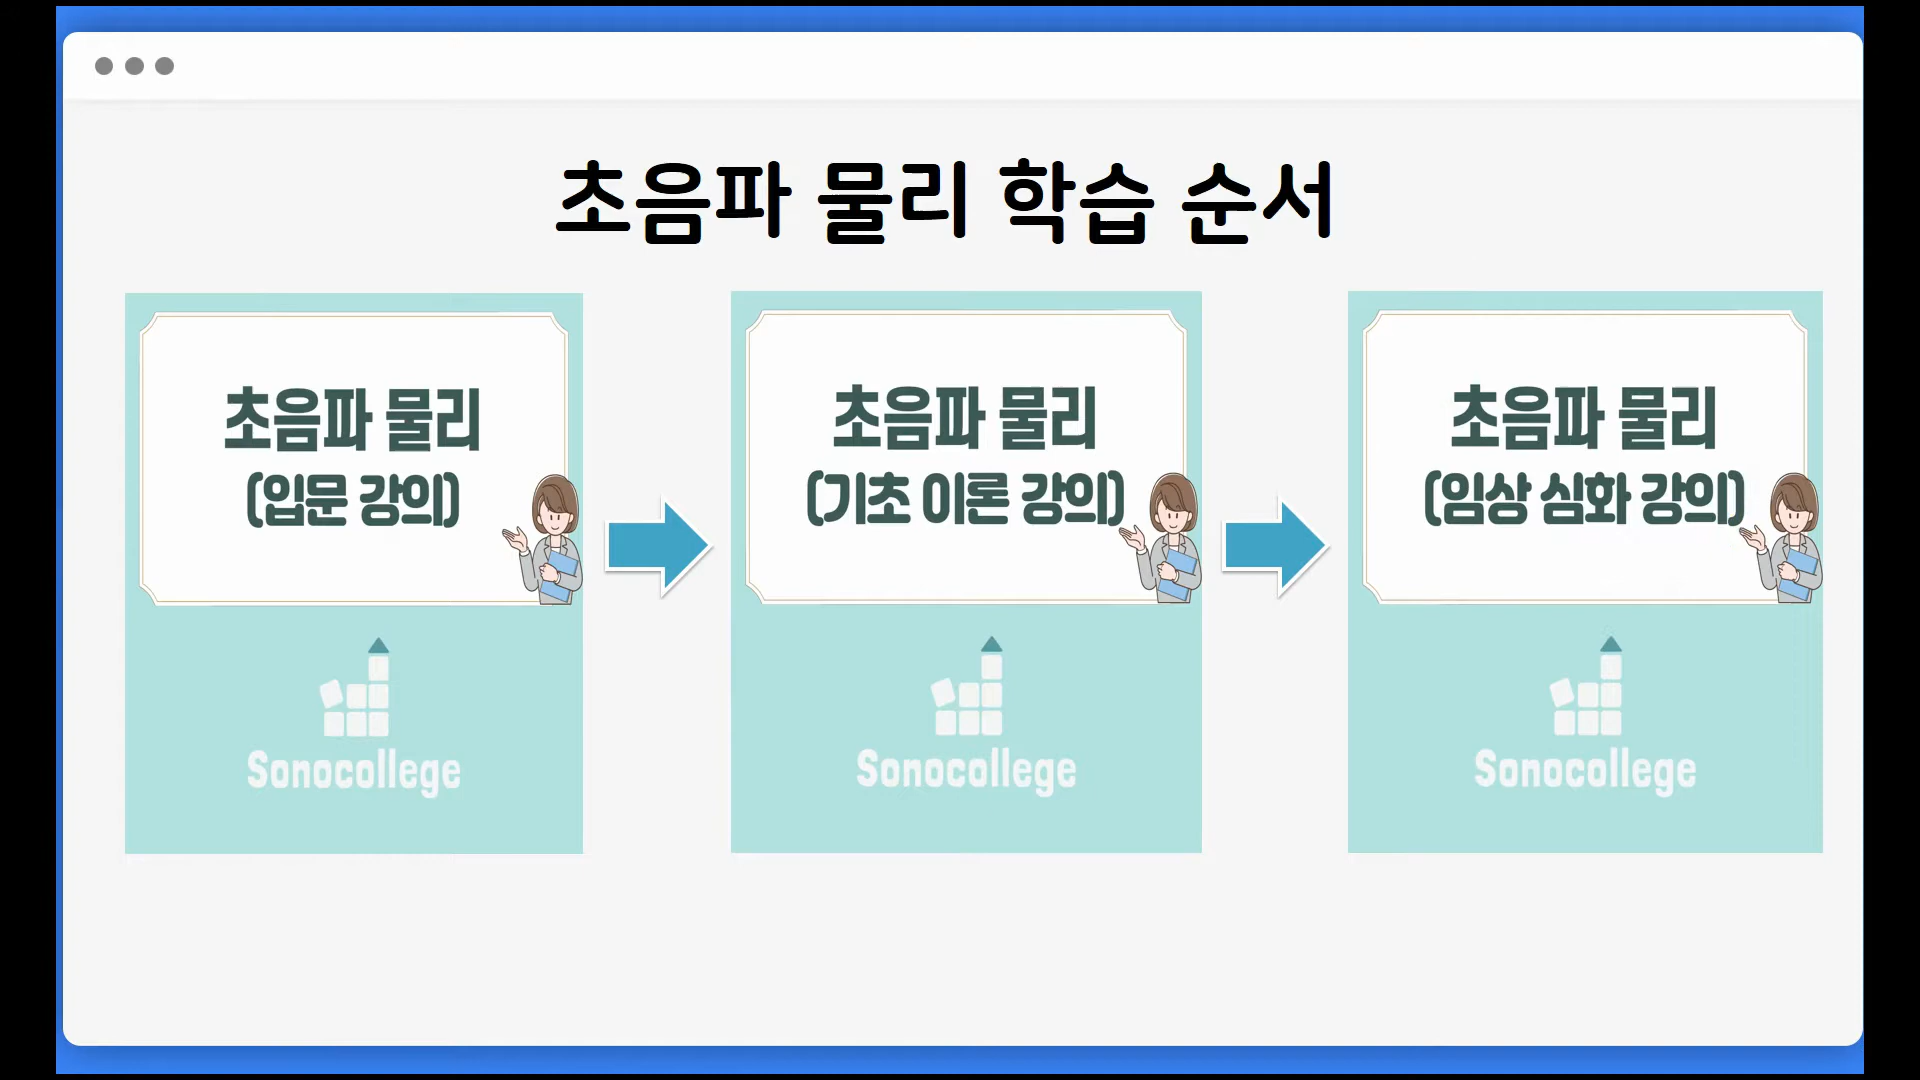 초음파 물리 학습 순서
초음파 물리
(입문 강의)
Sonocollege
초음파 물리
(기초 이론 강의)
Sonocollege
초음파 물리
(임상 심화 강의)
Sonocollege